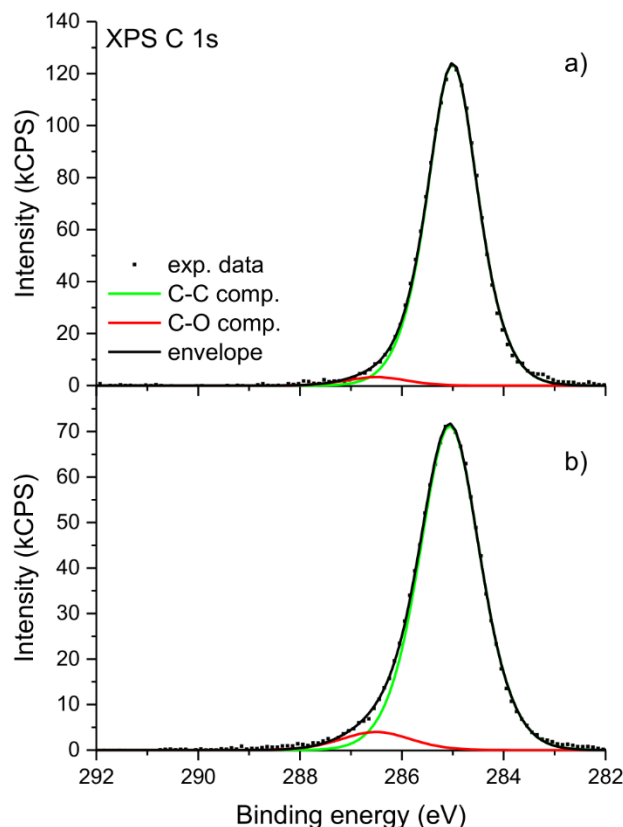 XPS C 1s
a)
Intensity (kCPS)
140
120
100
80
60
40
20
0
exp. data
C-C comp.
C-O comp.
envelope
b)
Intensity (kCPS)
70
60
50
40
30
20
10
0
292 290 288 286 284 282
Binding energy (eV)